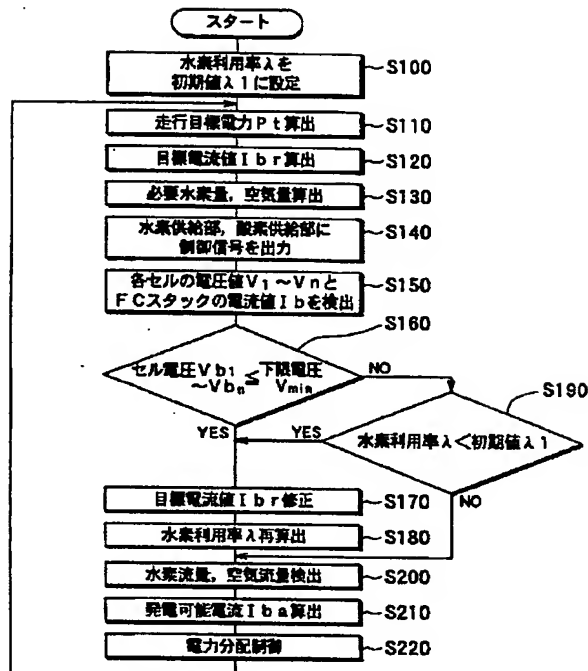 スタート
水素利用率λを
初期値λ1に設定
S100
走行目標電力Pt算出
S110
目標電流値Ibr算出
S120
必要水素量,空気量算出
S130
水素供給部,酸素供給部に
制御信号を出力
S140
各セルの電圧値V1～Vnと
FCスタックの電流値Ibを検出
S150
S160
セル電圧Vb1
～Vbn
≦
下限電圧
Vmin
NO
YES
S190
水素利用率λ<初期値λ1
YES
NO
目標電流値Ibr修正
S170
水素利用率λ再算出
S180
水素流量,空気流量検出
S200
発電可能電流Iba算出
S210
電力分配制御
S220